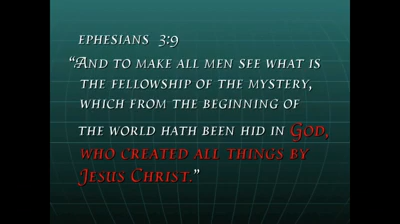 Ephesians 3:9
"And to make all men see what is
the fellowship of the mystery,
which from the beginning of
the world hath been hid in God,
who created all things by
Jesus Christ."